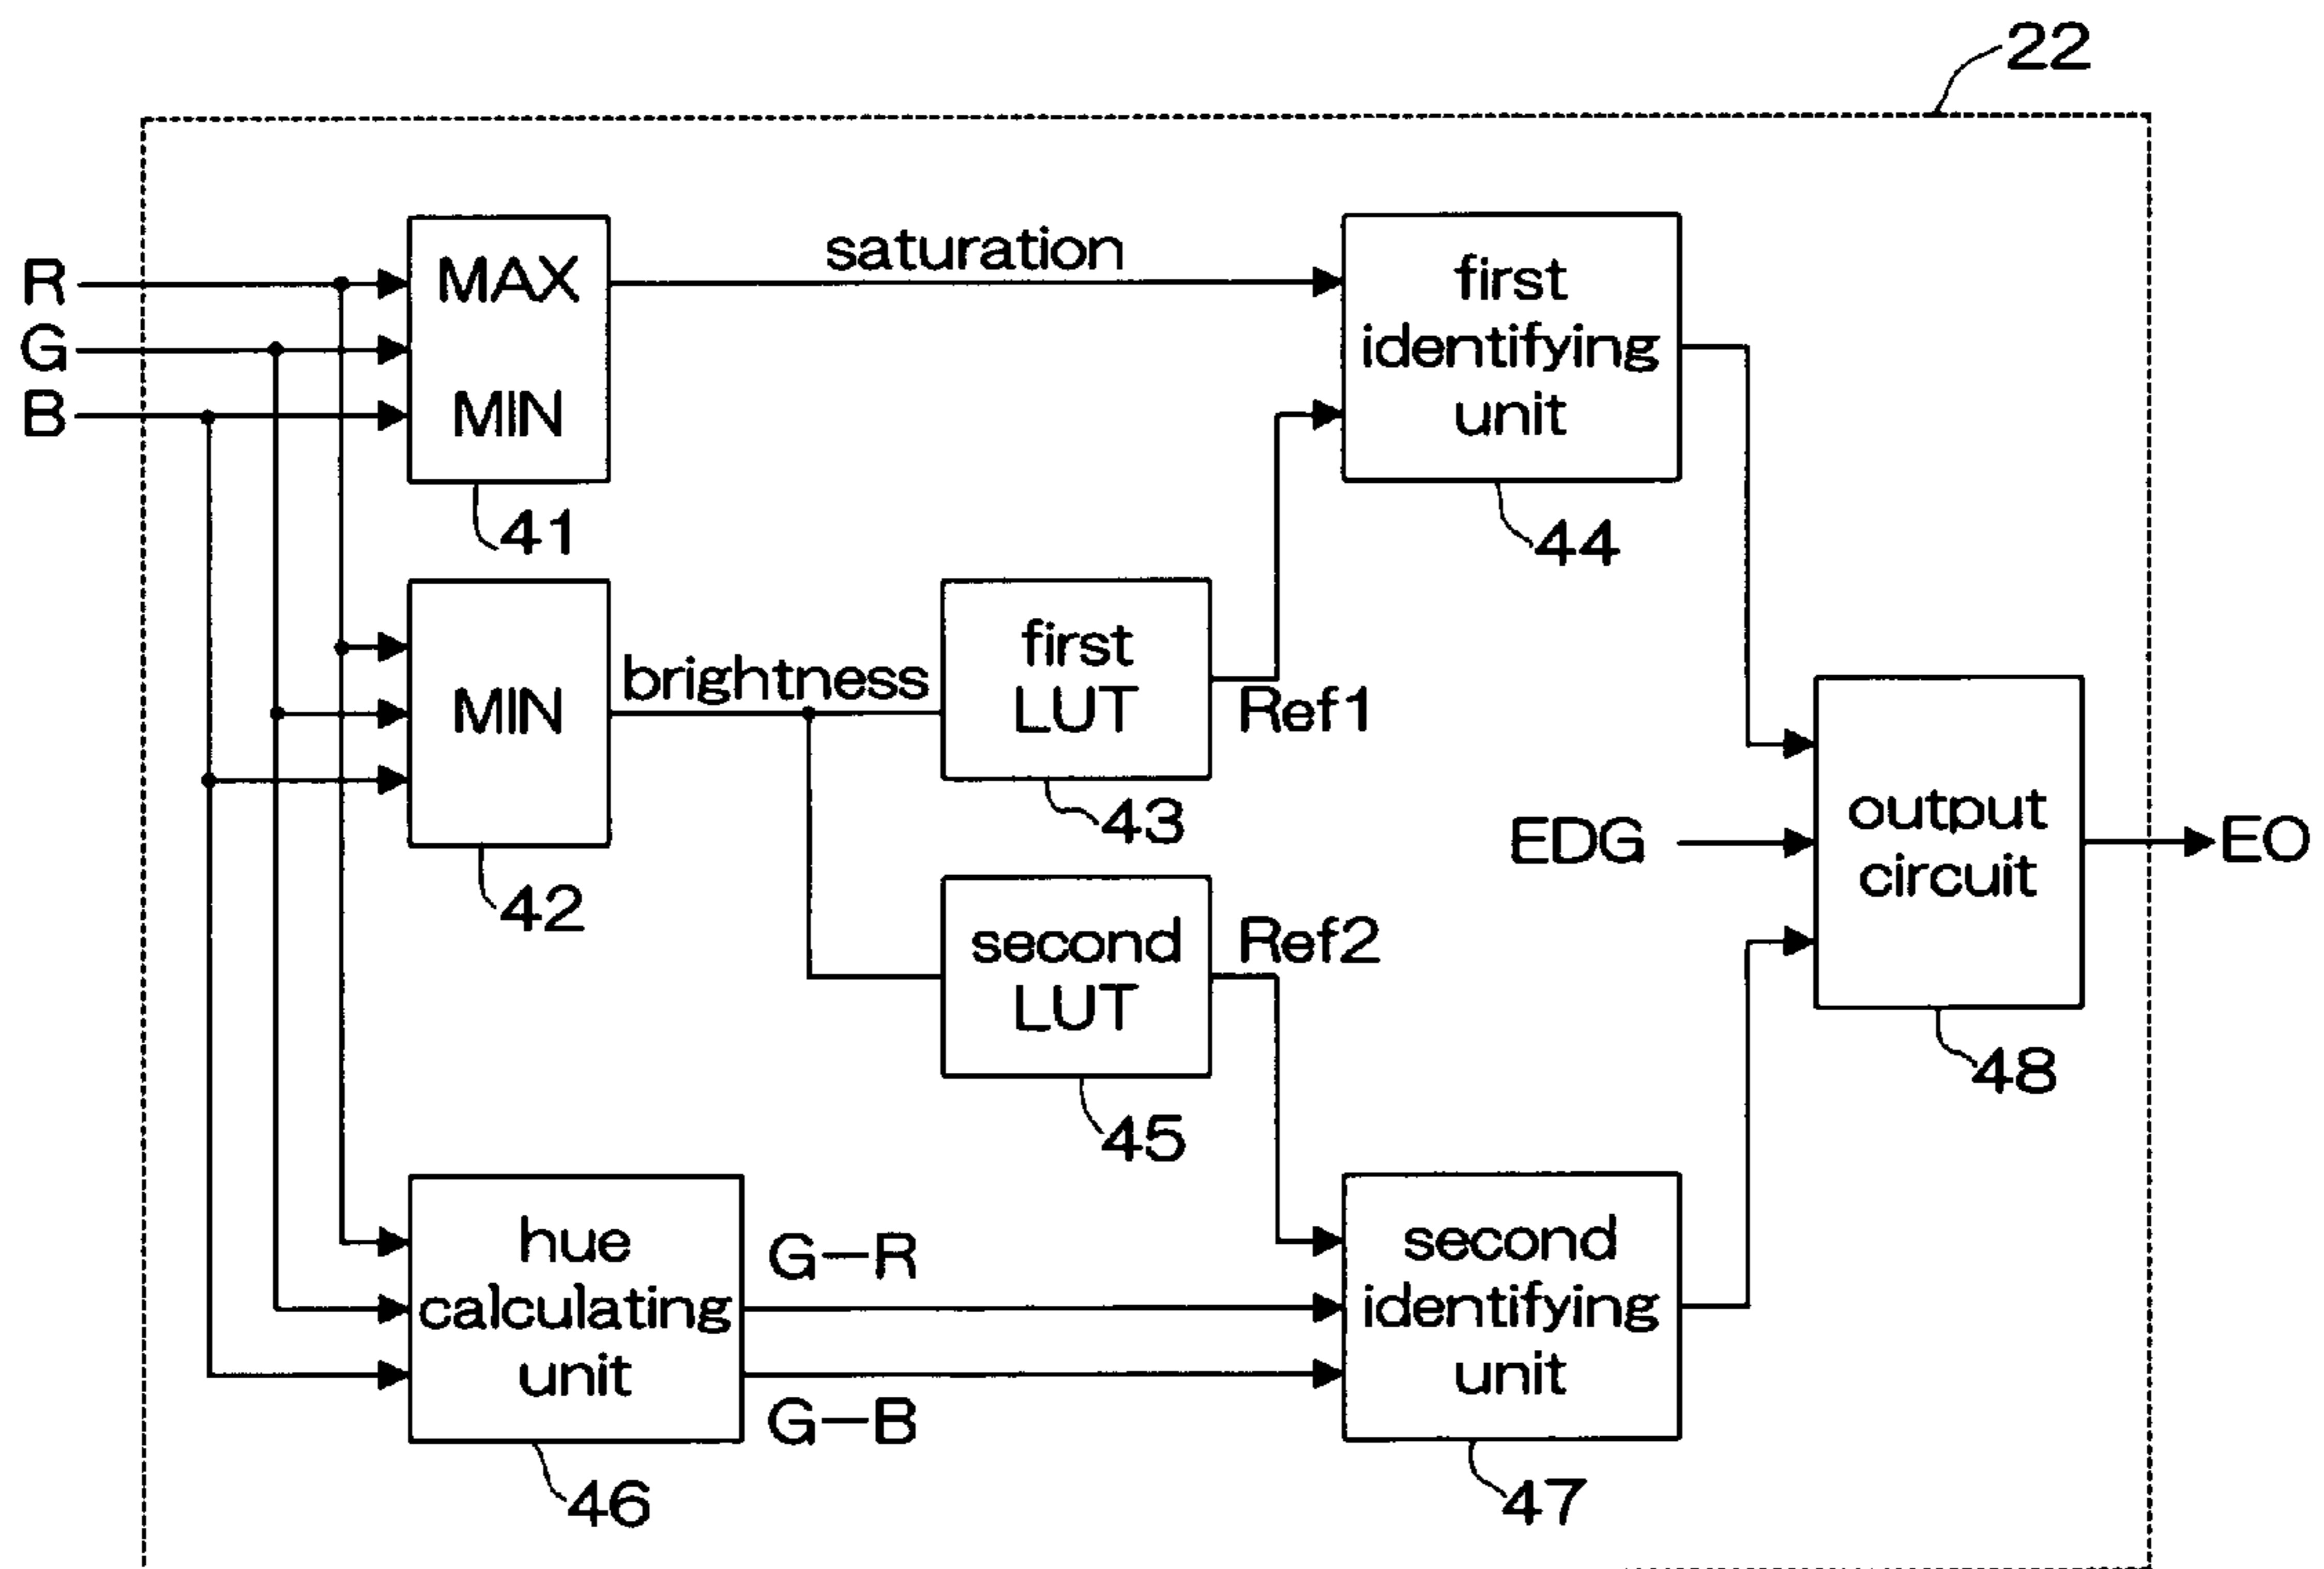 22
R
G
B
MAX
MIN
41
saturation
first
identifying
unit
44
MIN
42
brightness
first
LUT
43
Ref1
second
LUT
45
Ref2
EDG
output
circuit
48
EO
hue
calculating
unit
46
G-R
G-B
second
identifying
unit
47